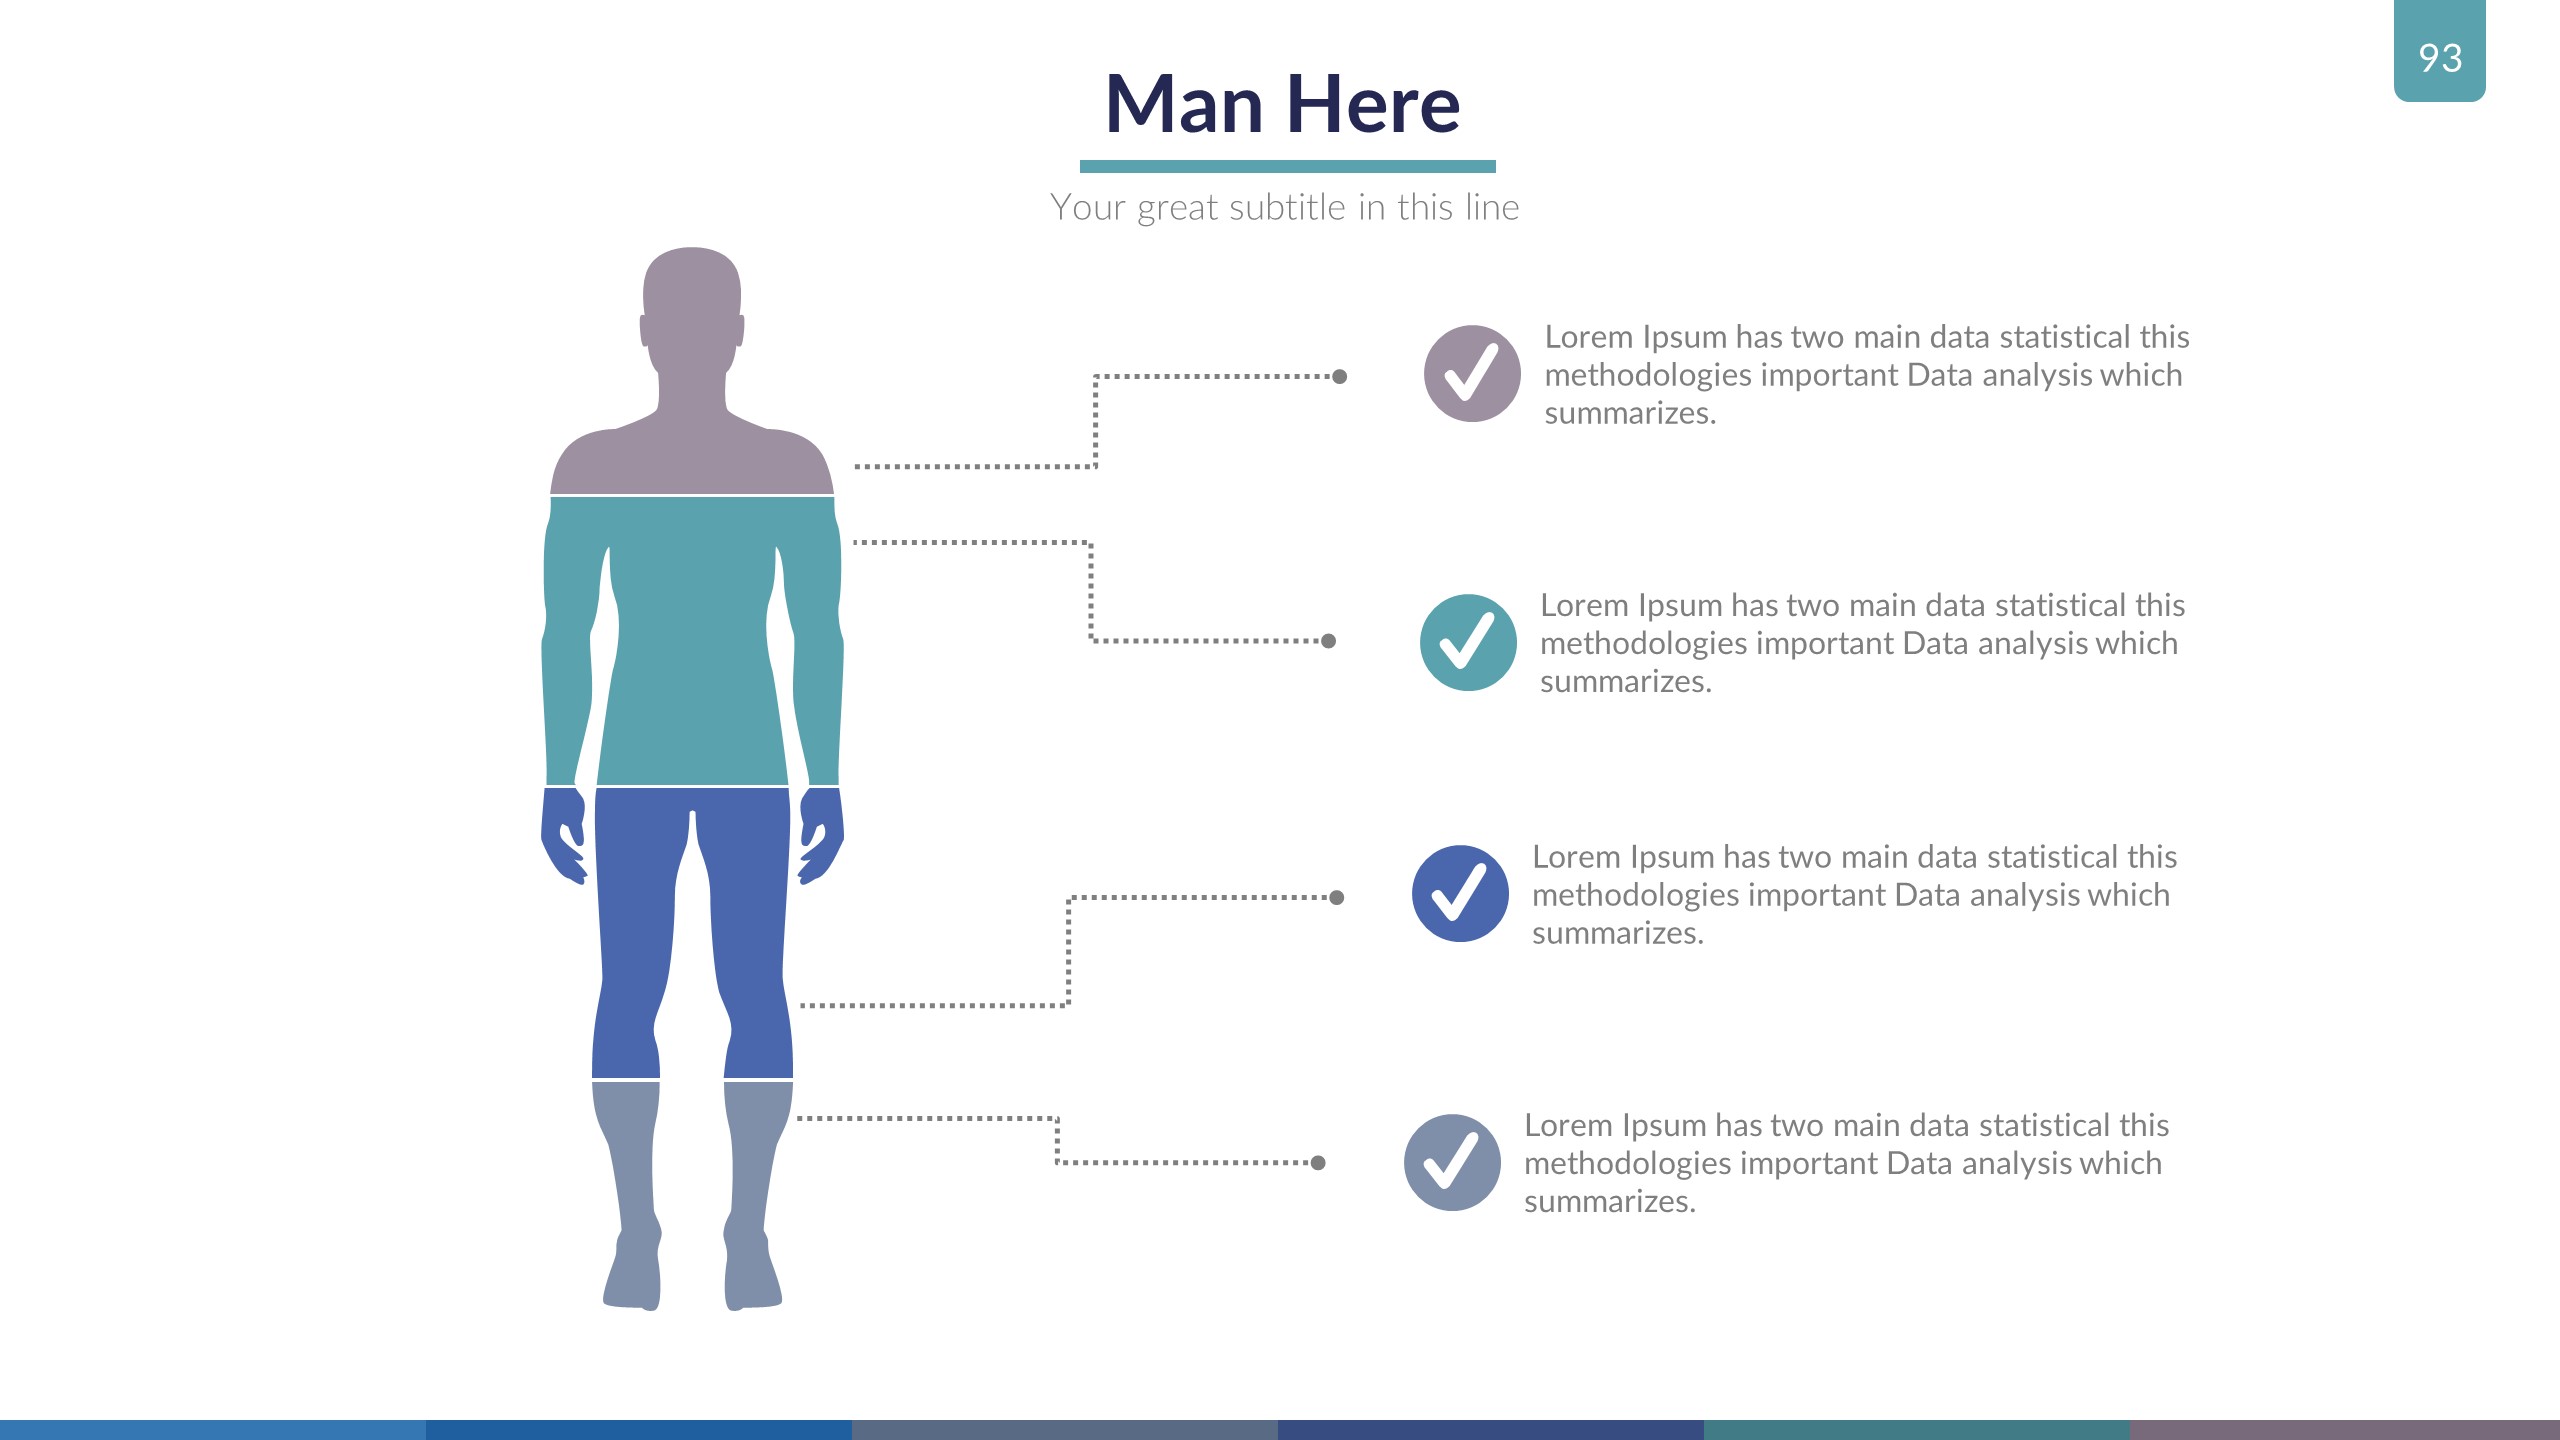 93
Man Here
Your great subtitle in this line
Lorem Ipsum has two main data statistical this
methodologies important Data analysis which
summarizes.
Lorem Ipsum has two main data statistical this
methodologies important Data analysis which
summarizes.
Lorem Ipsum has two main data statistical this
methodologies important Data analysis which
summarizes.
Lorem Ipsum has two main data statistical this
methodologies important Data analysis which
summarizes.